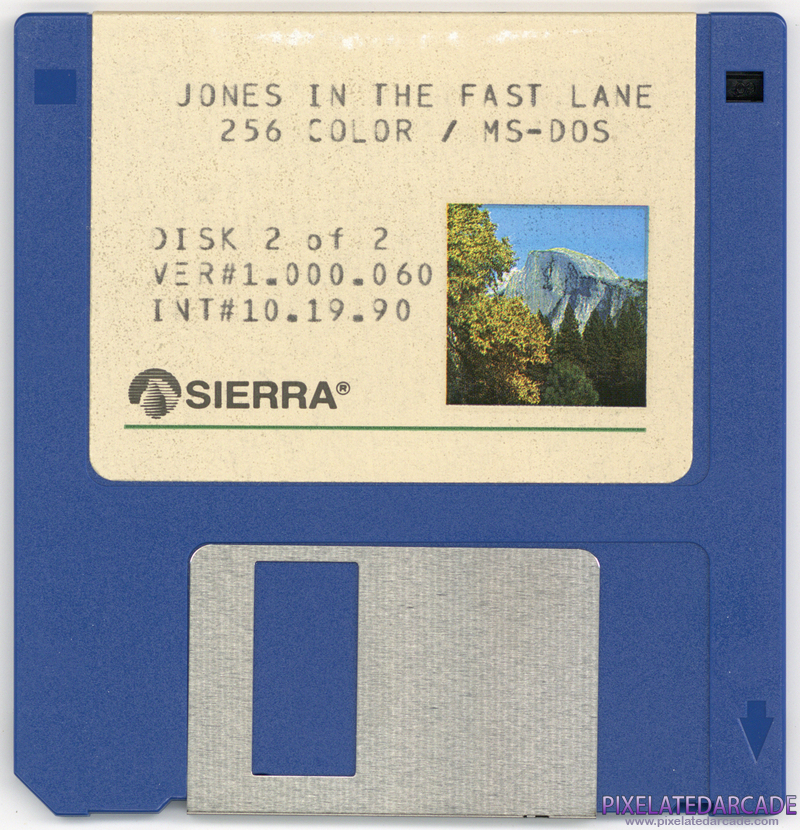 JONES IN THE FAST LANE
256 COLOR / MS-DOS
DISK 2 of 2
VER#1.000.060
INT#10.19.90
SIERRA®
PIXELATEDARCADE
www.pixelatedarcade.com